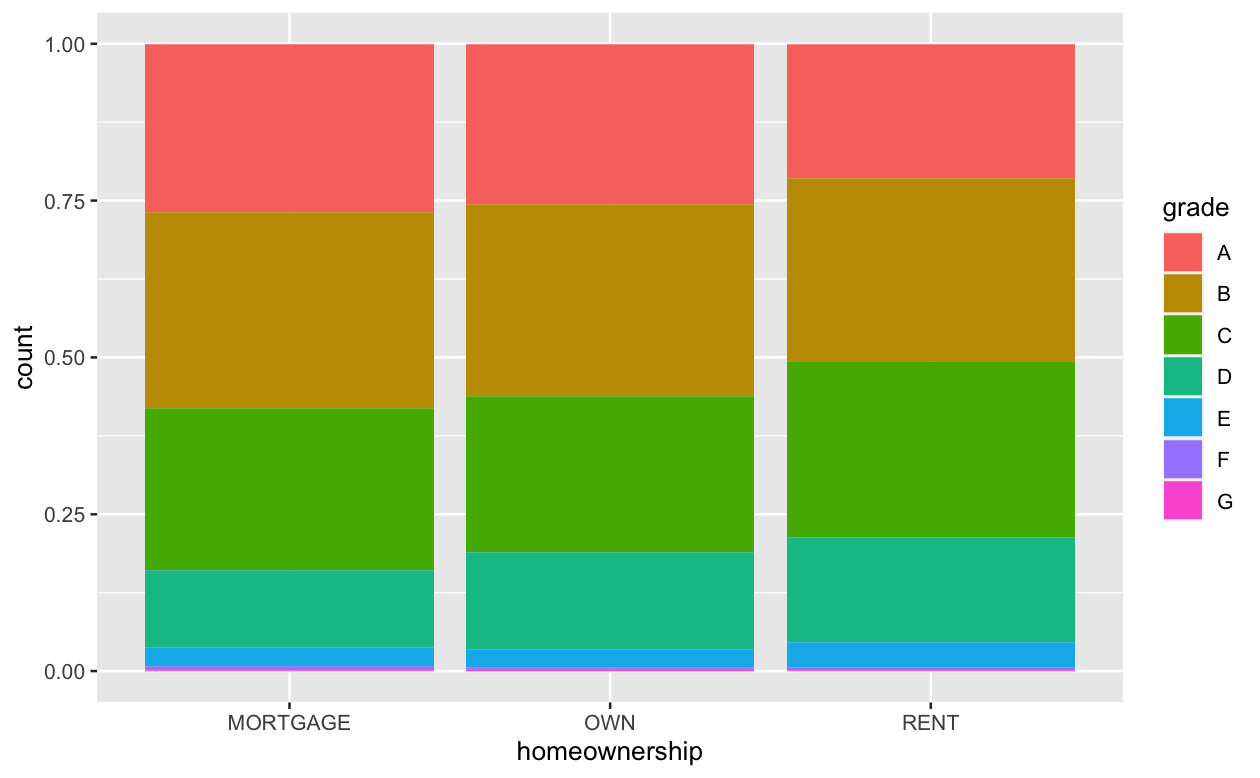 1.00
0.75
0.50
0.25
0.00
count
MORTGAGE
OWN
RENT
homeownership
grade
A
B
C
D
E
F
G